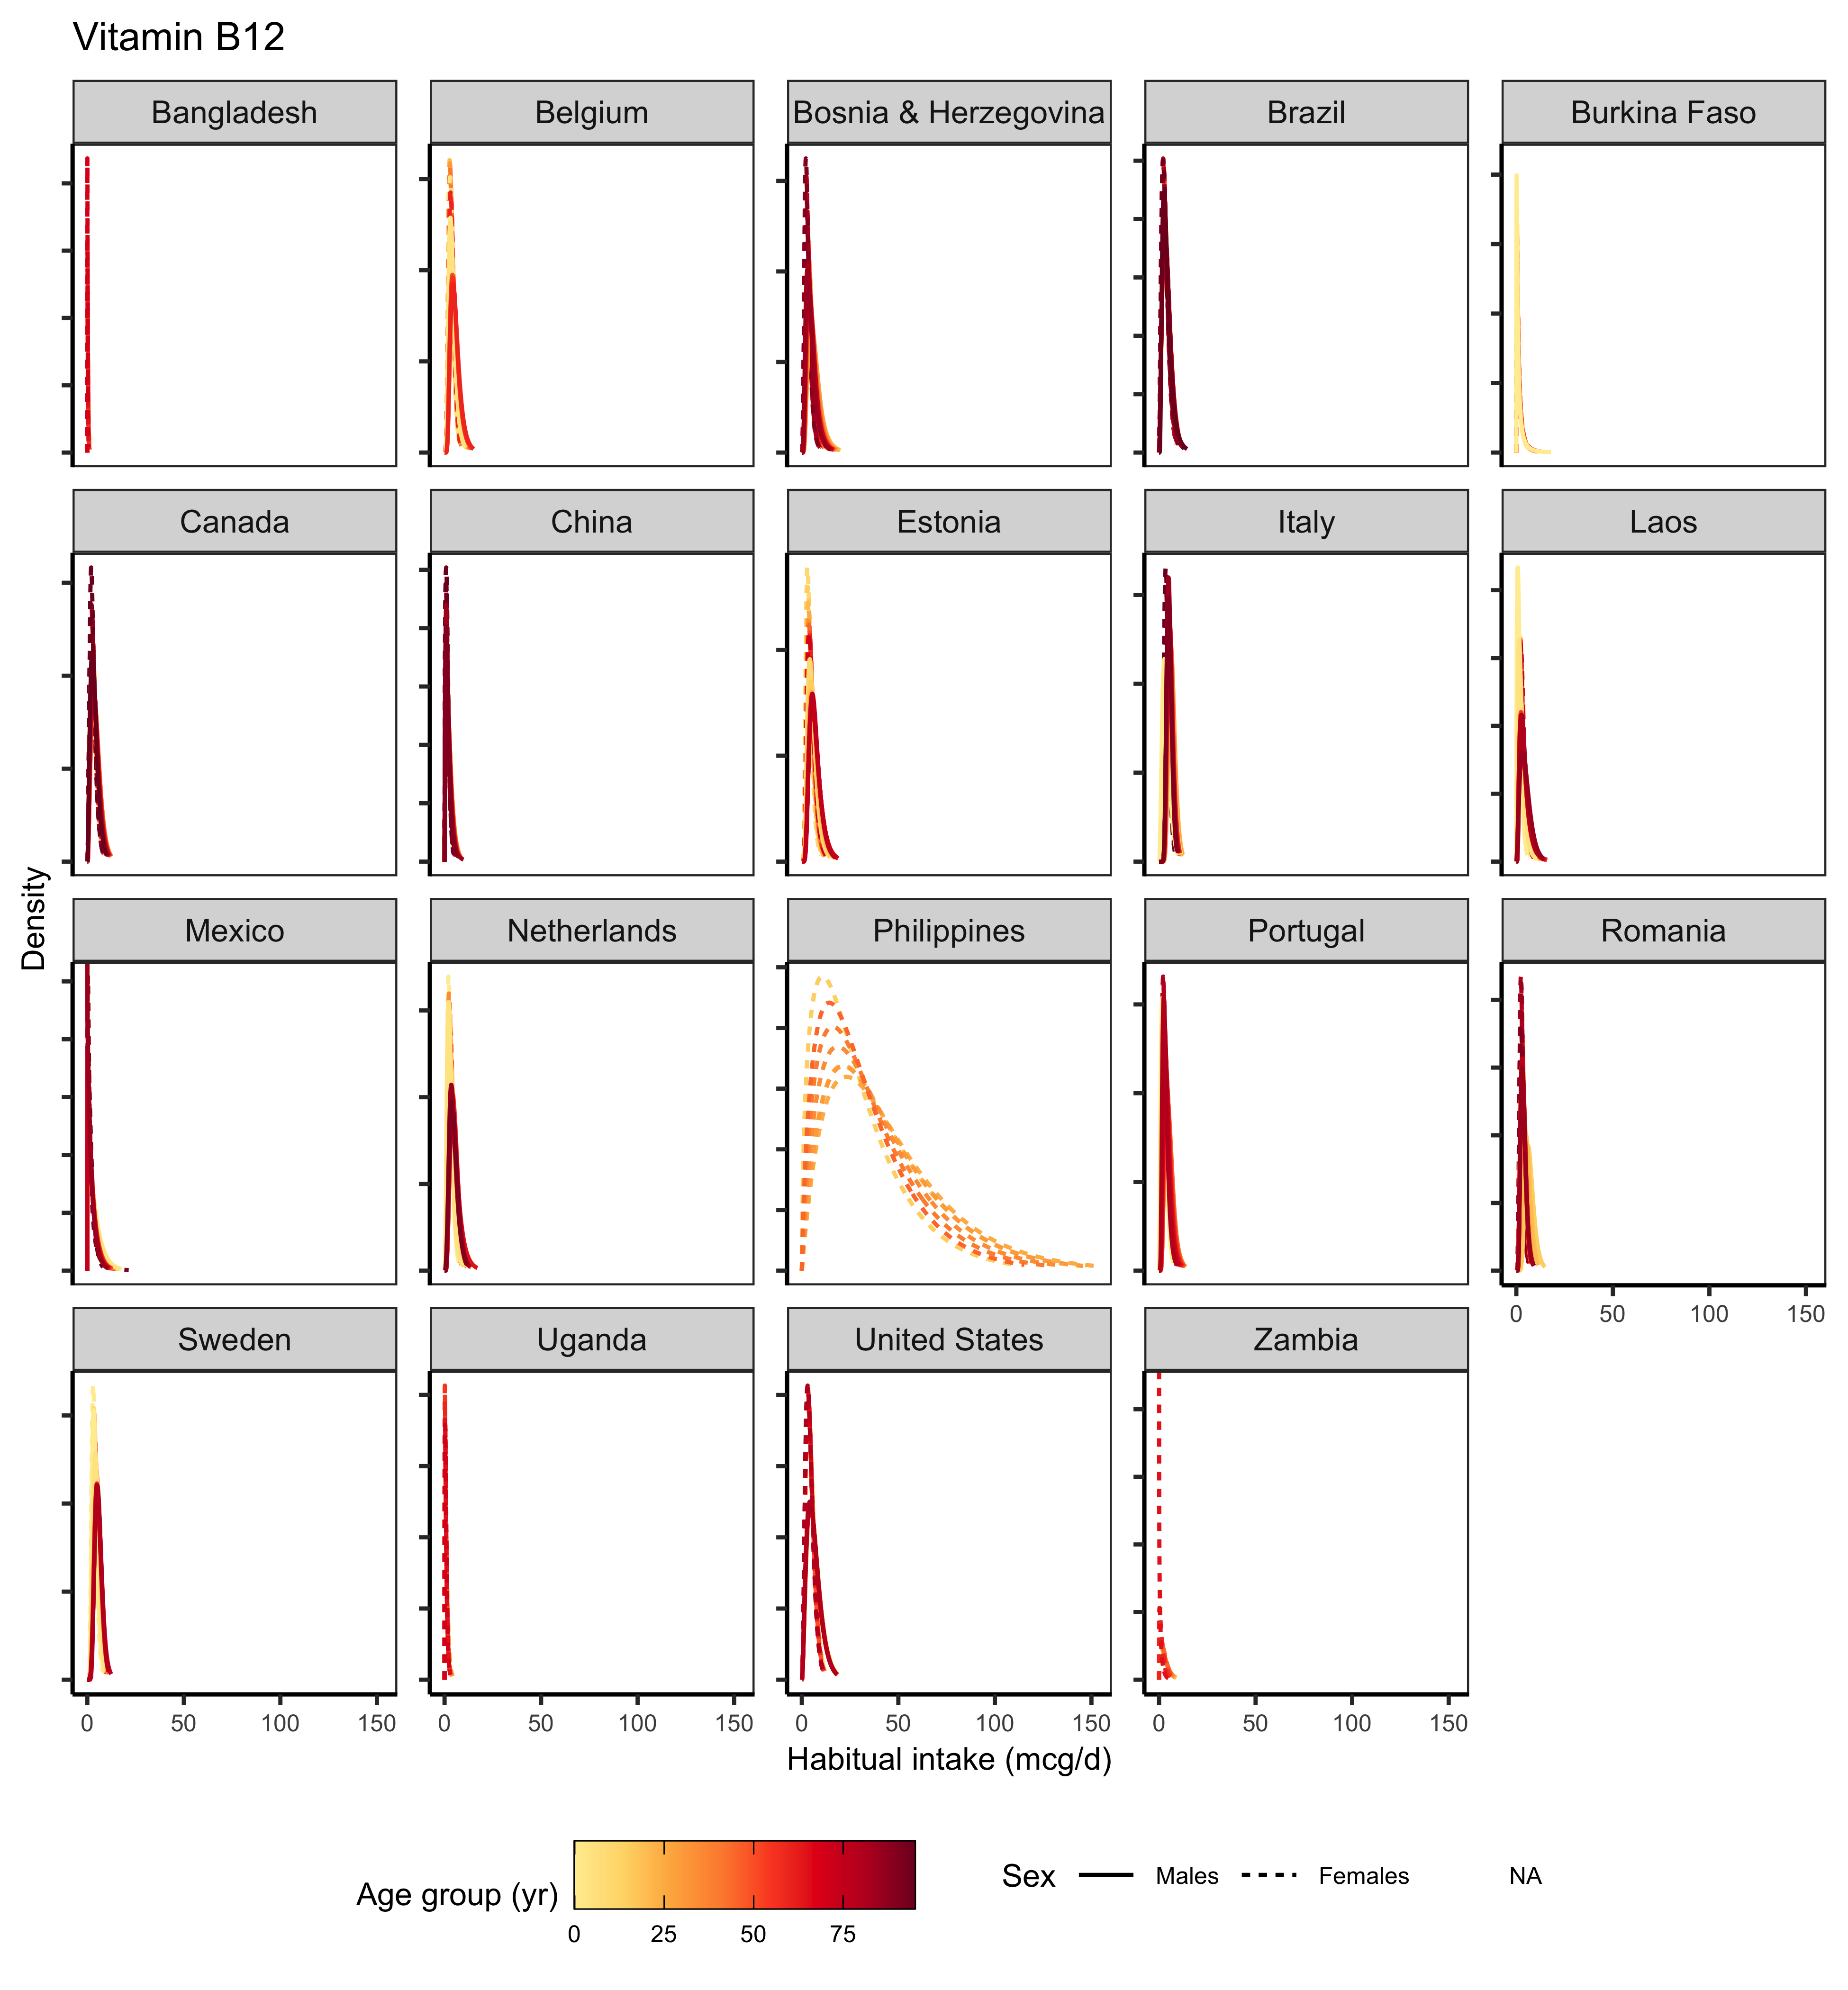 Vitamin B12
Bangladesh
Belgium
Bosnia & Herzegovina
Brazil
Burkina Faso
Canada
China
Estonia
Italy
Laos
Density
Mexico
Netherlands
Philippines
Portugal
Romania
0 50 100 150
Sweden
Uganda
United States
Zambia
0 50 100 150
0 50 100 150
0 50 100 150
0 50 100 150
Habitual intake (mcg/d)
Age group (yr)
0 25 50 75
Sex Males Females NA